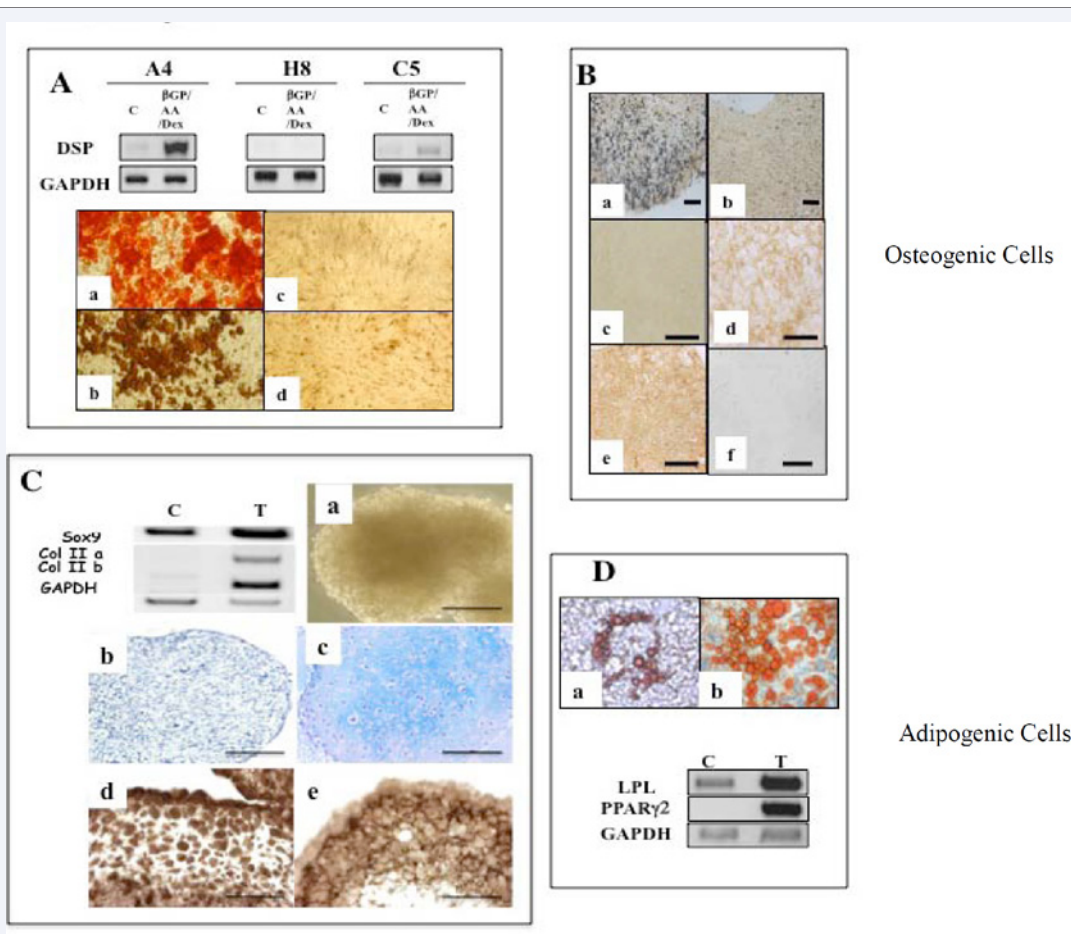 A
A4 H8 C5
C βGP/ AA /Dex C βGP/ AA /Dex C βGP/ AA /Dex
DSP
GAPDH
a c
b d
B
a b
c d
e f
Osteogenic Cells
C
C T
Sox9
Col II a
Col II b
GAPDH
a
b c
d e
D
a b
C T
LPL
PPARγ2
GAPDH
Adipogenic Cells